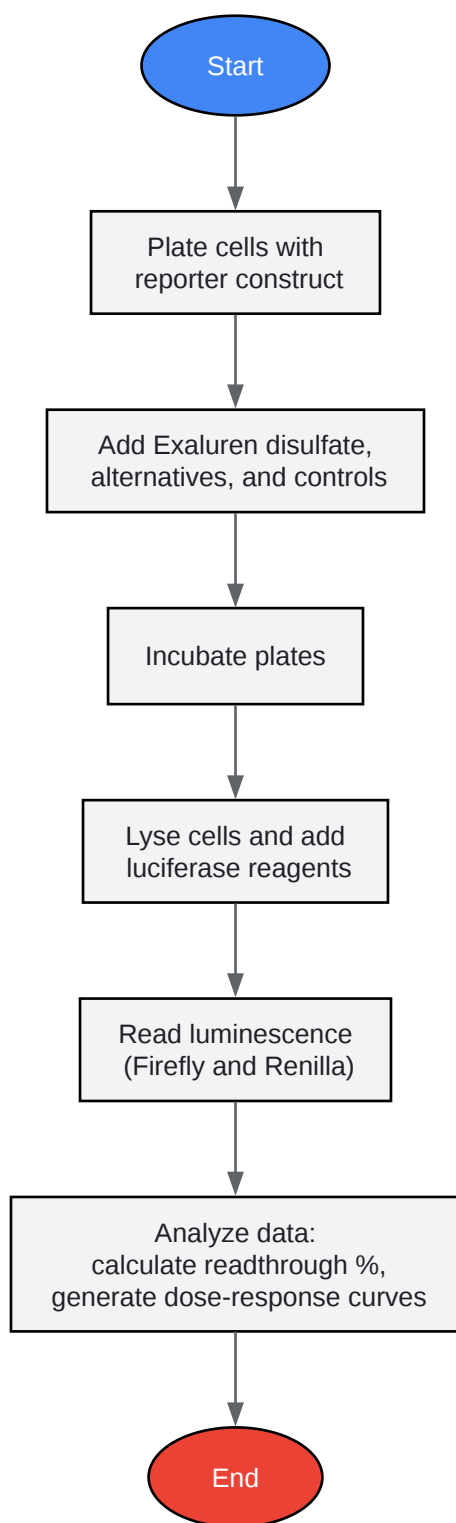 Start
Plate cells with
reporter construct
Add Exaluren disulfate,
alternatives, and controls
Incubate plates
Lyse cells and add
luciferase reagents
Read luminescence
(Firefly and Renilla)
Analyze data:
calculate readthrough %,
generate dose-response curves
End